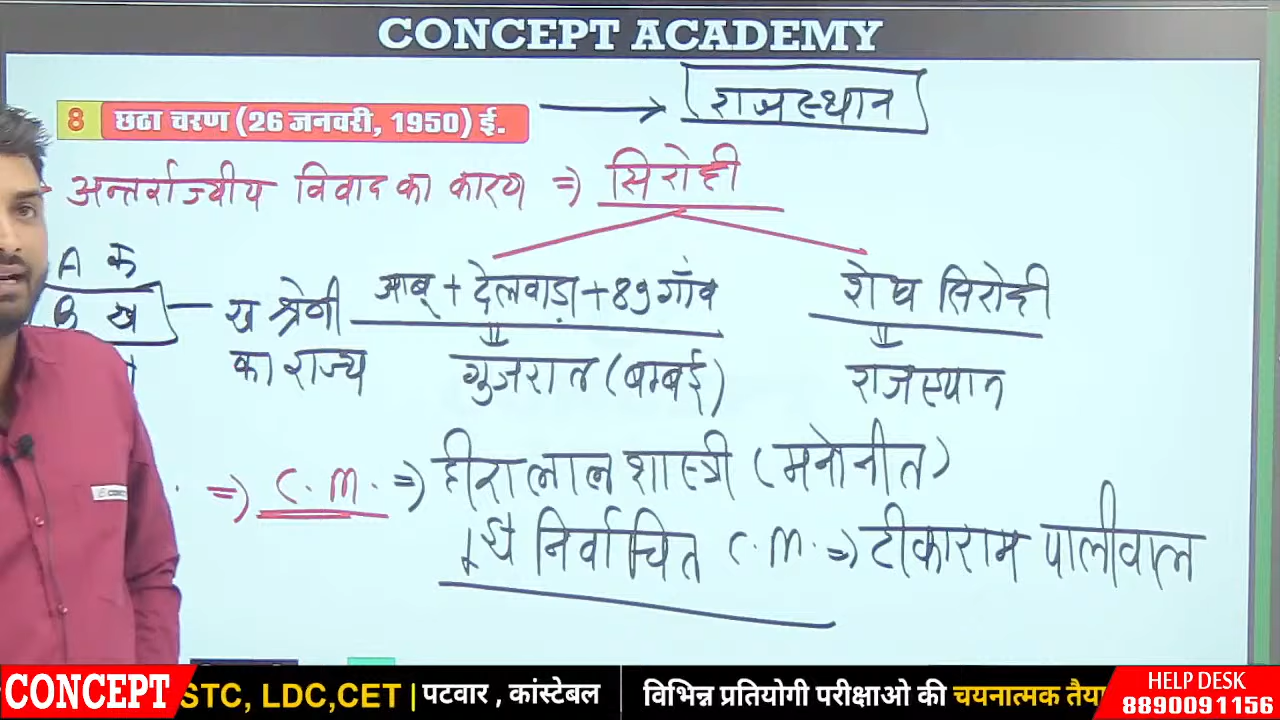 CONCEPT ACADEMY
8 छठा चरण (26 जनवरी, 1950) ई. → राजस्थान
अन्तर्राज्यीय विवाद का कारण ⇒ सिरोही
A क
B ख – ख श्रेणी का राज्य
आबू + देलवाड़ा + 89 गाँव
शेष सिरोही
गुजरात (बम्बई)
राजस्थान
⇒ C.M. ⇒ हीरालाल शास्त्री (मनोनीत)
निर्वाचित C.M. ⇒ टीकाराम पालीवाल
CONCEPT STC, LDC,CET | पटवार , कांस्टेबल
विभिन्न प्रतियोगी परीक्षाओ की चयनात्मक तैया
HELP DESK
8890091156